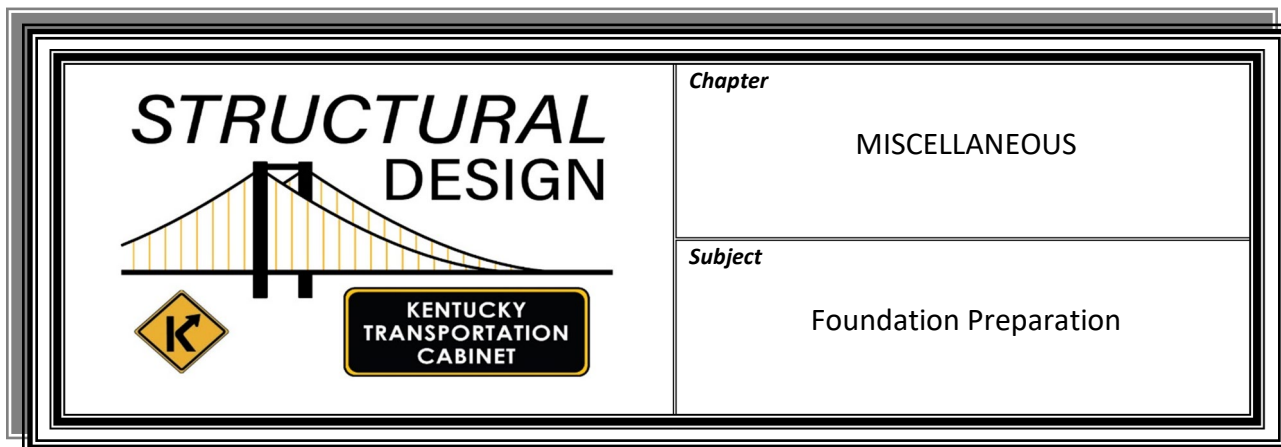 STRUCTURAL
DESIGN
KENTUCKY
TRANSPORTATION
CABINET
Chapter
MISCELLANEOUS
Subject
Foundation Preparation